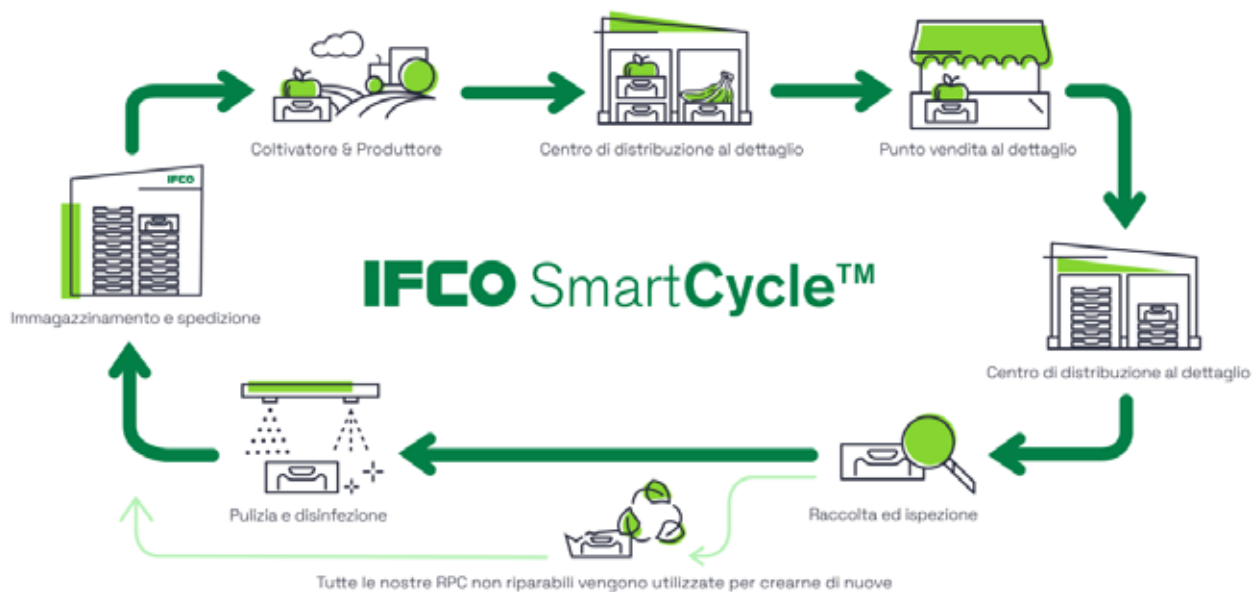 Coltivatore & Produttore
Centro di distribuzione al dettaglio
Punto vendita al dettaglio
IFCO
Immagazzinamento e spedizione
IFCO SmartCycle™
Centro di distribuzione al dettaglio
Pulizia e disinfezione
Raccolta ed ispezione
Tutte le nostre RPC non riparabili vengono utilizzate per crearne di nuove